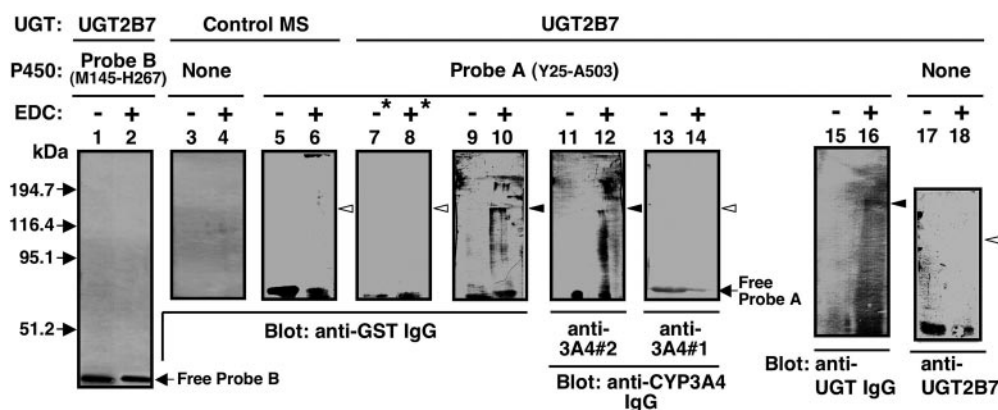 UGT: UGT2B7 Control MS UGT2B7
P450: Probe B (M145-H267) None Probe A (Y25-A503) None
EDC: - + - + - + -* +* - + - + - + - + - +
1 2 3 4 5 6 7 8 9 10 11 12 13 14 15 16 17 18
kDa
194.7
116.4
95.1
51.2
Free Probe A
Free Probe B
Blot: anti-GST IgG
anti-3A4#2
anti-3A4#1
Blot: anti-CYP3A4 IgG
Blot: anti-UGT IgG
anti-UGT2B7